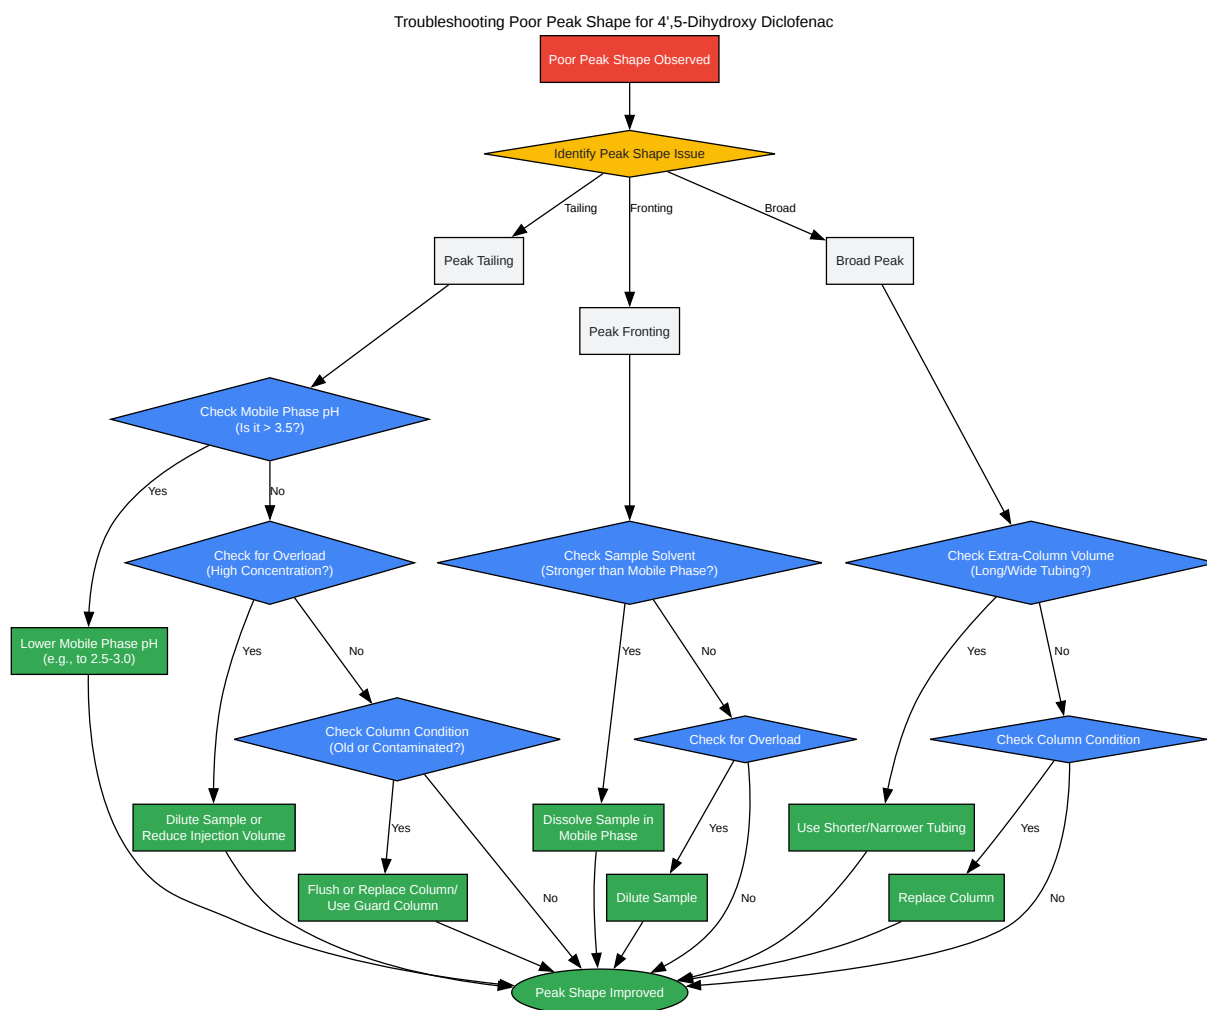 Troubleshooting Poor Peak Shape for 4',5-Dihydroxy Diclofenac
Poor Peak Shape Observed
Identify Peak Shape Issue
Tailing
Fronting
Broad
Peak Tailing
Broad Peak
Peak Fronting
Check Mobile Phase pH
(Is it > 3.5?)
Yes
No
Check for Overload
(High Concentration?)
Check Sample Solvent
(Stronger than Mobile Phase?)
Check Extra-Column Volume
(Long/Wide Tubing?)
Lower Mobile Phase pH
(e.g., to 2.5-3.0)
Yes
No
Yes
No
Yes
No
Check Column Condition
(Old or Contaminated?)
Check for Overload
Check Column Condition
Dilute Sample or
Reduce Injection Volume
Yes
Dissolve Sample in
Mobile Phase
Yes
Use Shorter/Narrower Tubing
Yes
Flush or Replace Column/
Use Guard Column
No
Dilute Sample
No
Replace Column
No
Peak Shape Improved